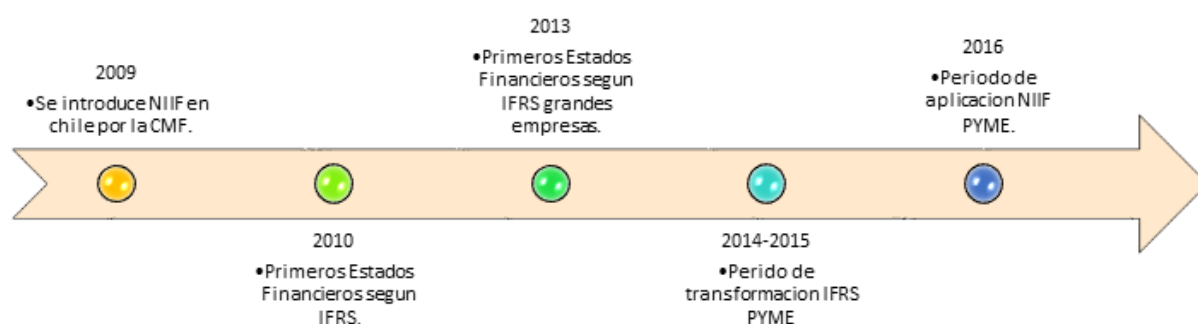 2009
•Se introduce NIIF en
chile por la CMF.
2010
•Primeros Estados
Financieros segun
IFRS.
2013
•Primeros Estados
Financieros segun
IFRS grandes
empresas.
2014-2015
•Perido de
transformacion IFRS
PYME
2016
•Periodo de
aplicacion NIIF
PYME.